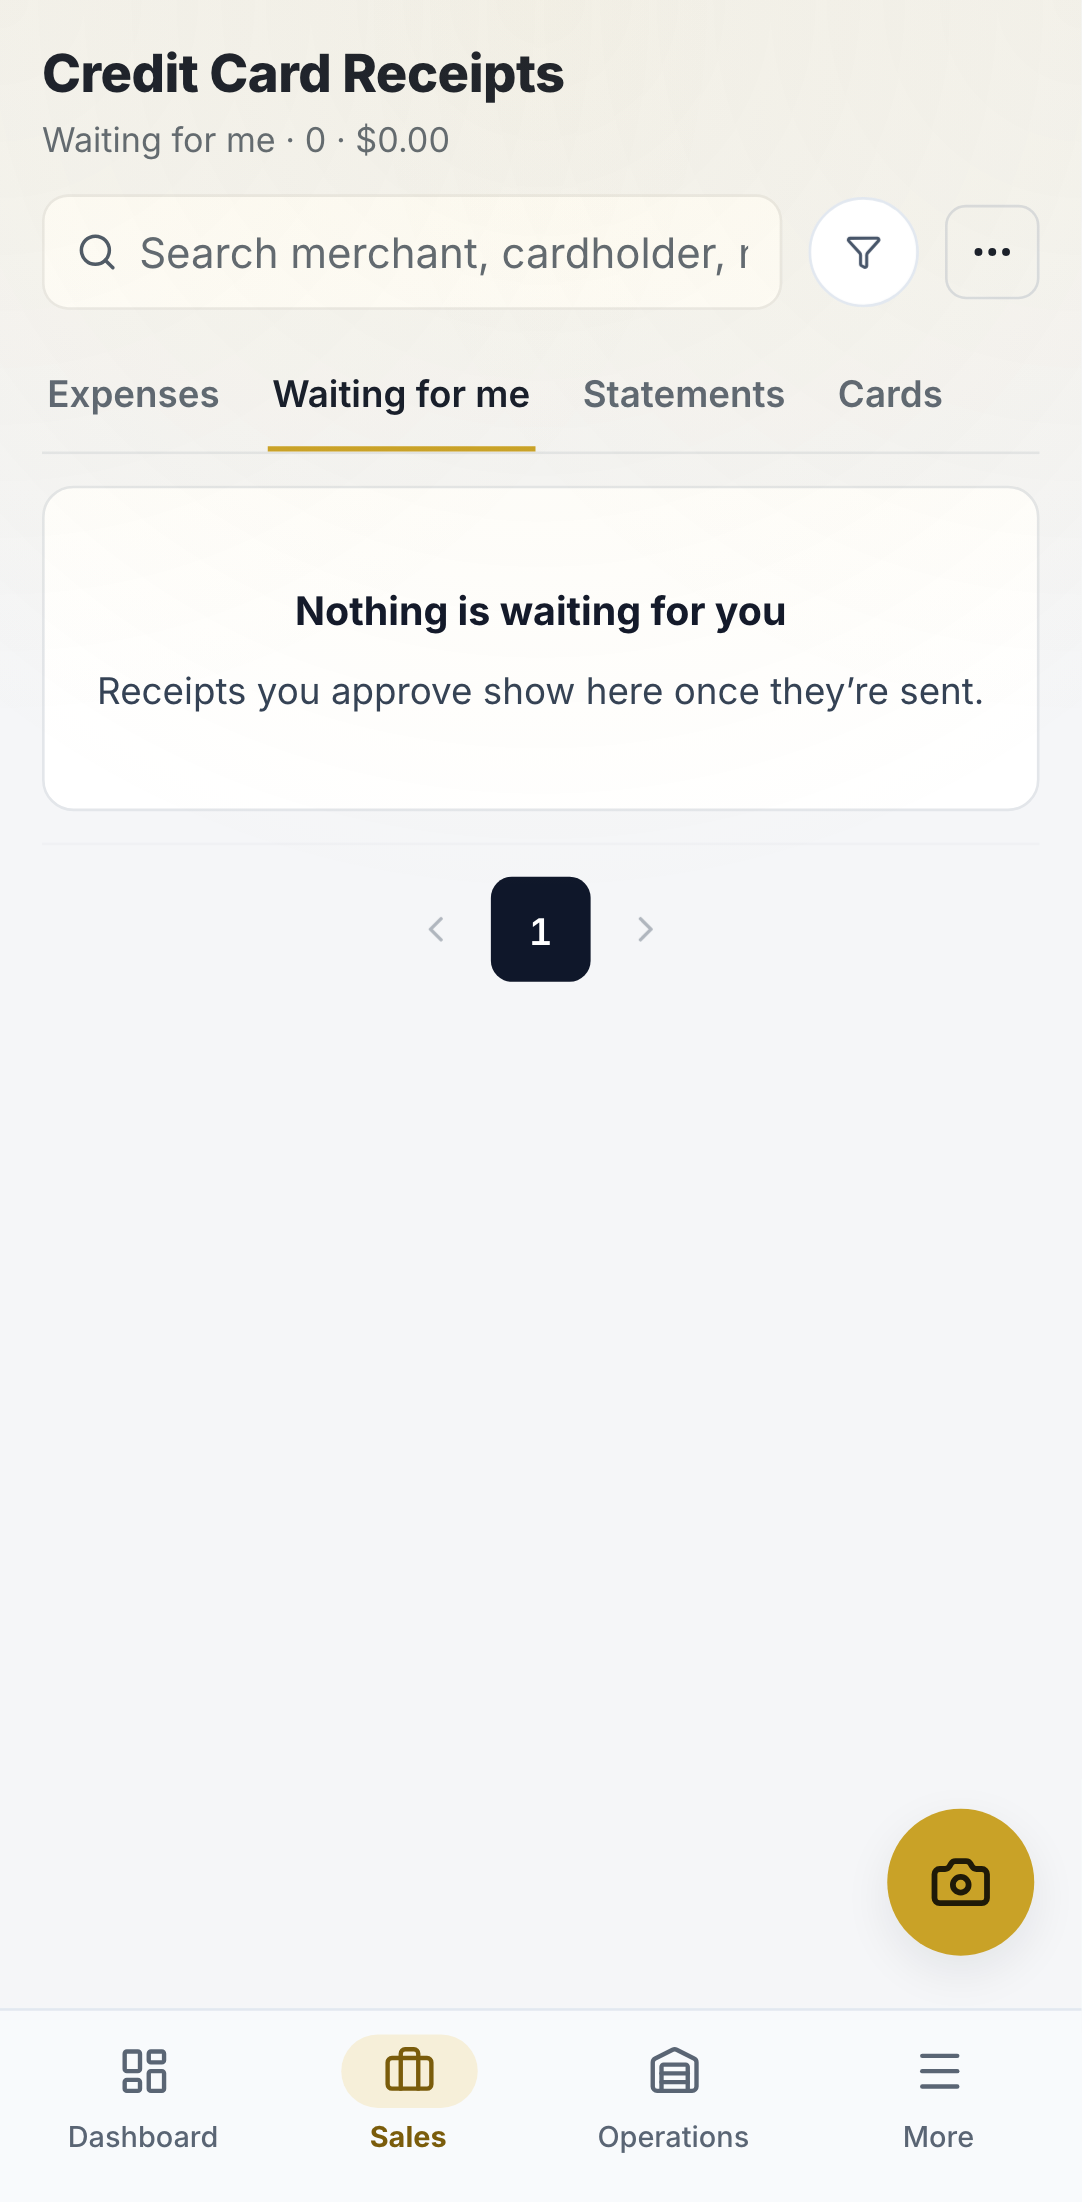 Credit Card Receipts
Waiting for me · 0 · $0.00
Search merchant, cardholder, r
Expenses Waiting for me Statements Cards
Nothing is waiting for you
Receipts you approve show here once they’re sent.
1
Dashboard Sales Operations More